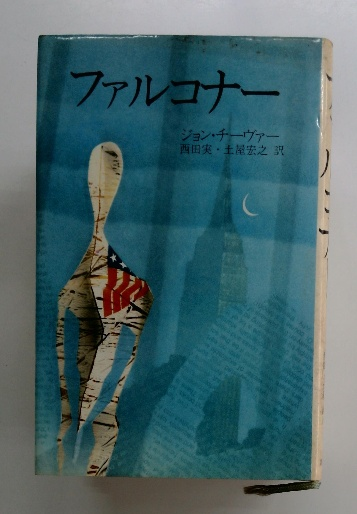 ファルコナー
ジョン・チーヴァー
西田実・土屋宏之 訳